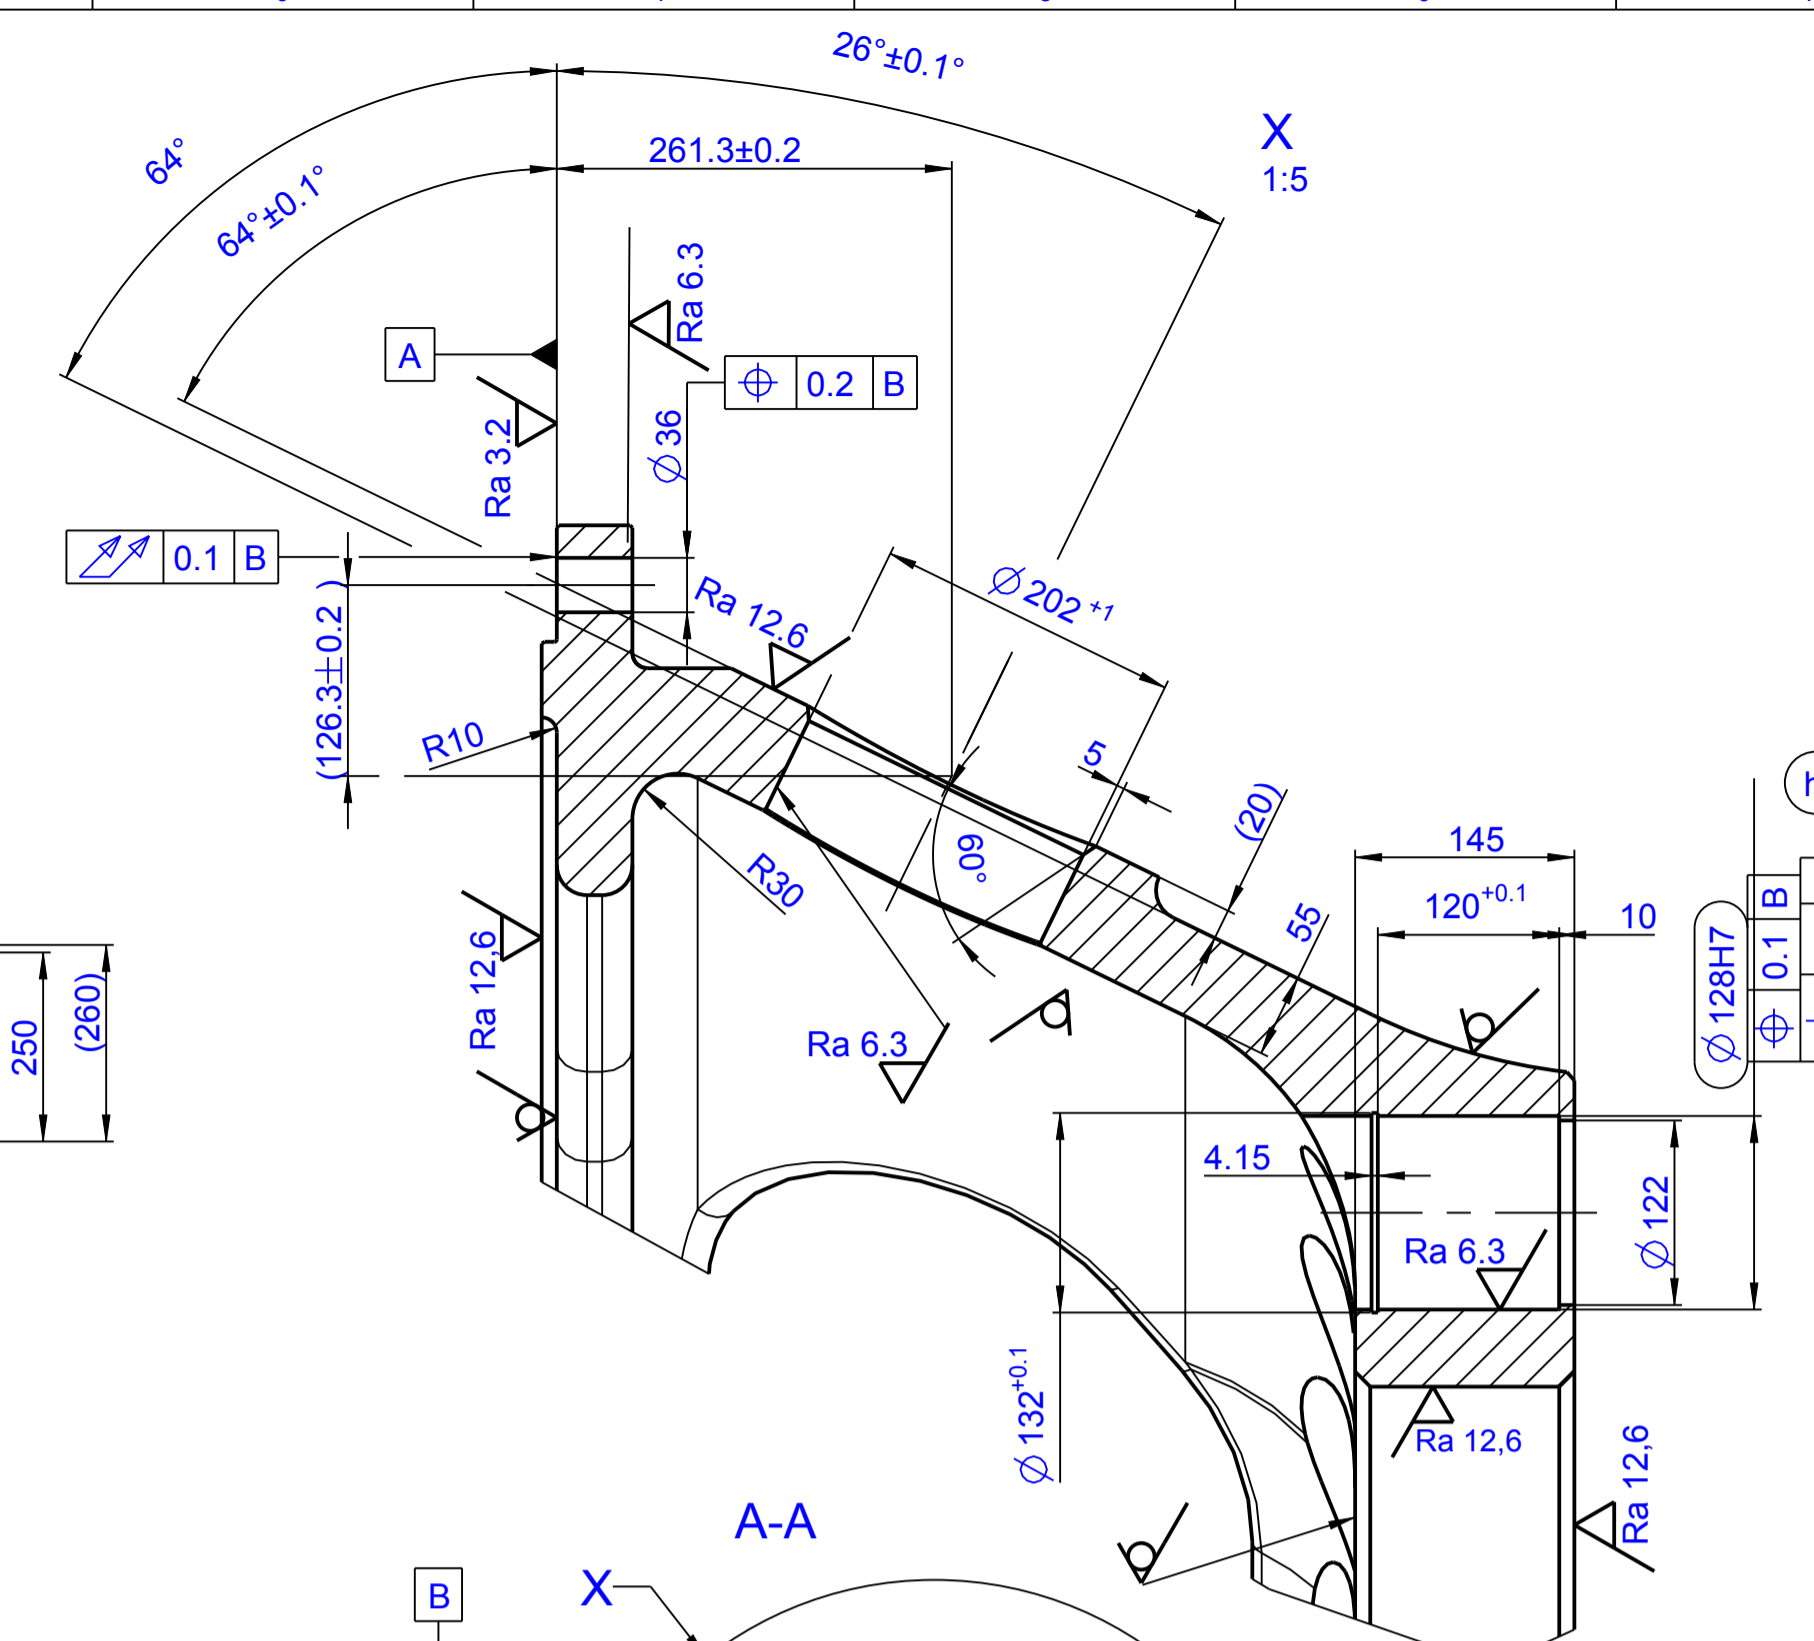 26°±0.1°
X
1:5
64°
64°±0.1°
261.3±0.2
Ra 6.3
A
0.2 B
Ra 3.2
Ø 36
0.1 B
(126.3±0.2 )
Ra 12.6
Ø 202 +1
R10
5
(20)
60°
R30
55
145
120+0.1
10
Ø 128H7
0.1 B
Ra 12,6
250
(260)
Ra 6.3
4.15
Ra 6.3
Ø 122
Ø 132+0.1
Ra 12,6
Ra 12,6
A-A
B
X